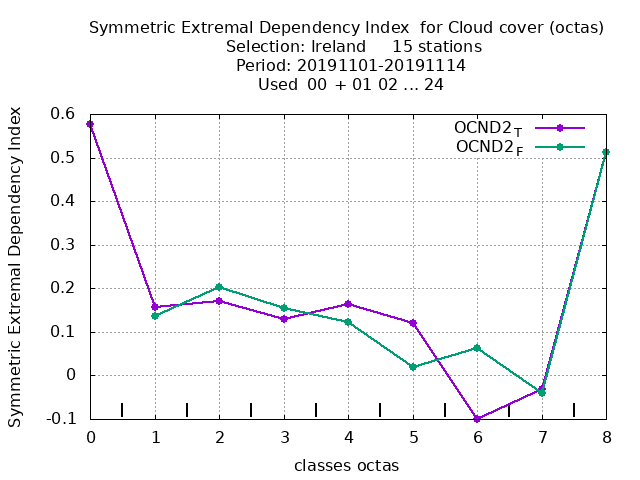 Symmetric Extremal Dependency Index  for Cloud cover (octas)
Selection: Ireland     15 stations
Period: 20191101-20191114
Used  00 + 01 02 ... 24
Symmetric Extremal Dependency Index
0.6
0.5
0.4
0.3
0.2
0.1
0
-0.1
OCND2_T
OCND2_F
0 1 2 3 4 5 6 7 8
classes octas